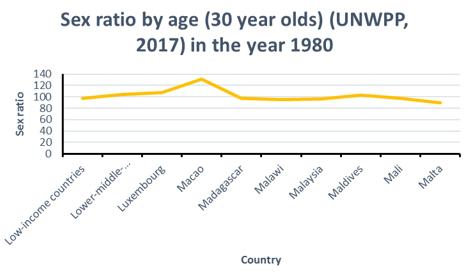 Sex ratio by age (30 year olds) (UNWPP,
2017) in the year 1980
140
120
100
80
60
40
20
0
Sex ratio
Low-income countries
Lower-middle-...
Luxembourg
Macao
Madagascar
Malawi
Malaysia
Maldives
Mali
Malta
Country